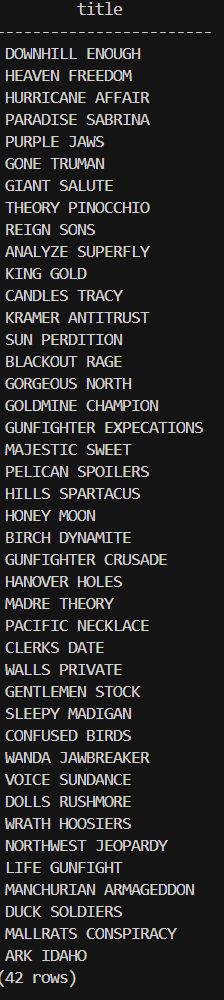 title
------------------------
DOWNHILL ENOUGH
HEAVEN FREEDOM
HURRICANE AFFAIR
PARADISE SABRINA
PURPLE JAWS
GONE TRUMAN
GIANT SALUTE
THEORY PINOCCHIO
REIGN SONS
ANALYZE SUPERFLY
KING GOLD
CANDLES TRACY
KRAMER ANTITRUST
SUN PERDITION
BLACKOUT RAGE
GORGEOUS NORTH
GOLDMINE CHAMPION
GUNFIGHTER EXPECATIONS
MAJESTIC SWEET
PELICAN SPOILERS
HILLS SPARTACUS
HONEY MOON
BIRCH DYNAMITE
GUNFIGHTER CRUSADE
HANOVER HOLES
MADRE THEORY
PACIFIC NECKLACE
CLERKS DATE
WALLS PRIVATE
GENTLEMEN STOCK
SLEEPY MADIGAN
CONFUSED BIRDS
WANDA JAWBREAKER
VOICE SUNDANCE
DOLLS RUSHMORE
WRATH HOOSIERS
NORTHWEST JEOPARDY
LIFE GUNFIGHT
MANCHURIAN ARMAGEDDON
DUCK SOLDIERS
MALLRATS CONSPIRACY
ARK IDAHO
(42 rows)